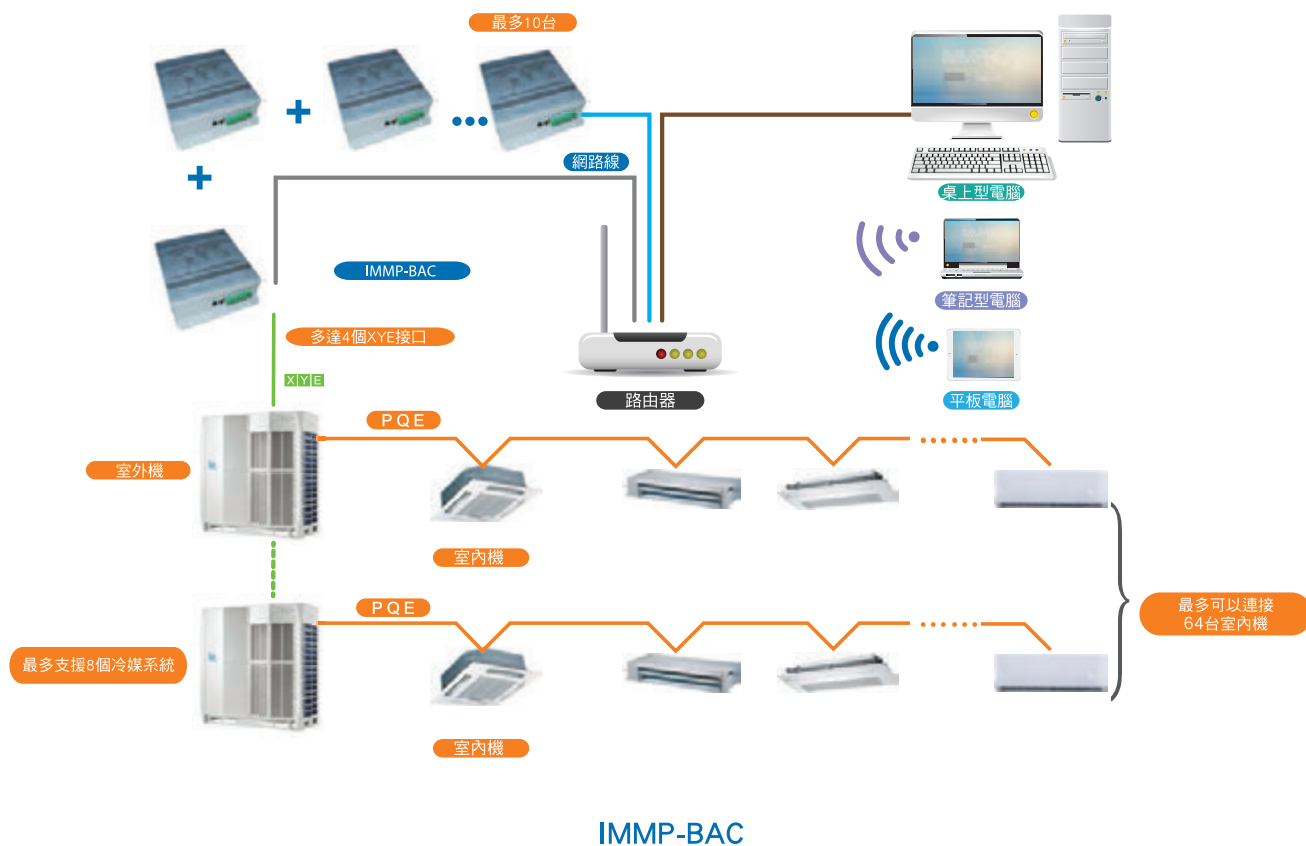 最多10台
網路線
桌上型電腦
IMMP-BAC
筆記型電腦
多達4個XYE接口
X Y E
路由器
平板電腦
PQE
室外機
室內機
PQE
最多可以連接
64台室內機
最多支援8個冷媒系統
室內機
IMMP-BAC